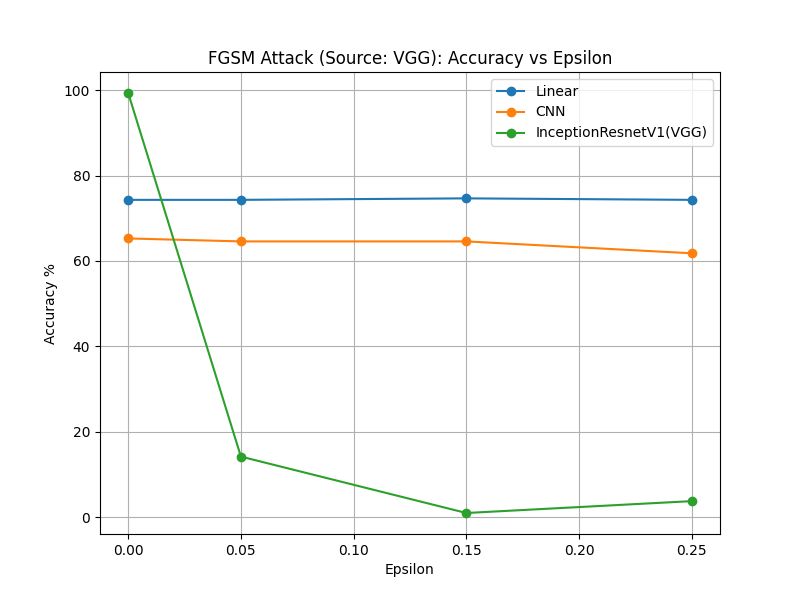 FGSM Attack (Source: VGG): Accuracy vs Epsilon
Linear
CNN
InceptionResnetV1(VGG)
Accuracy %
100
80
60
40
20
0
0.00
0.05
0.10
0.15
0.20
0.25
Epsilon